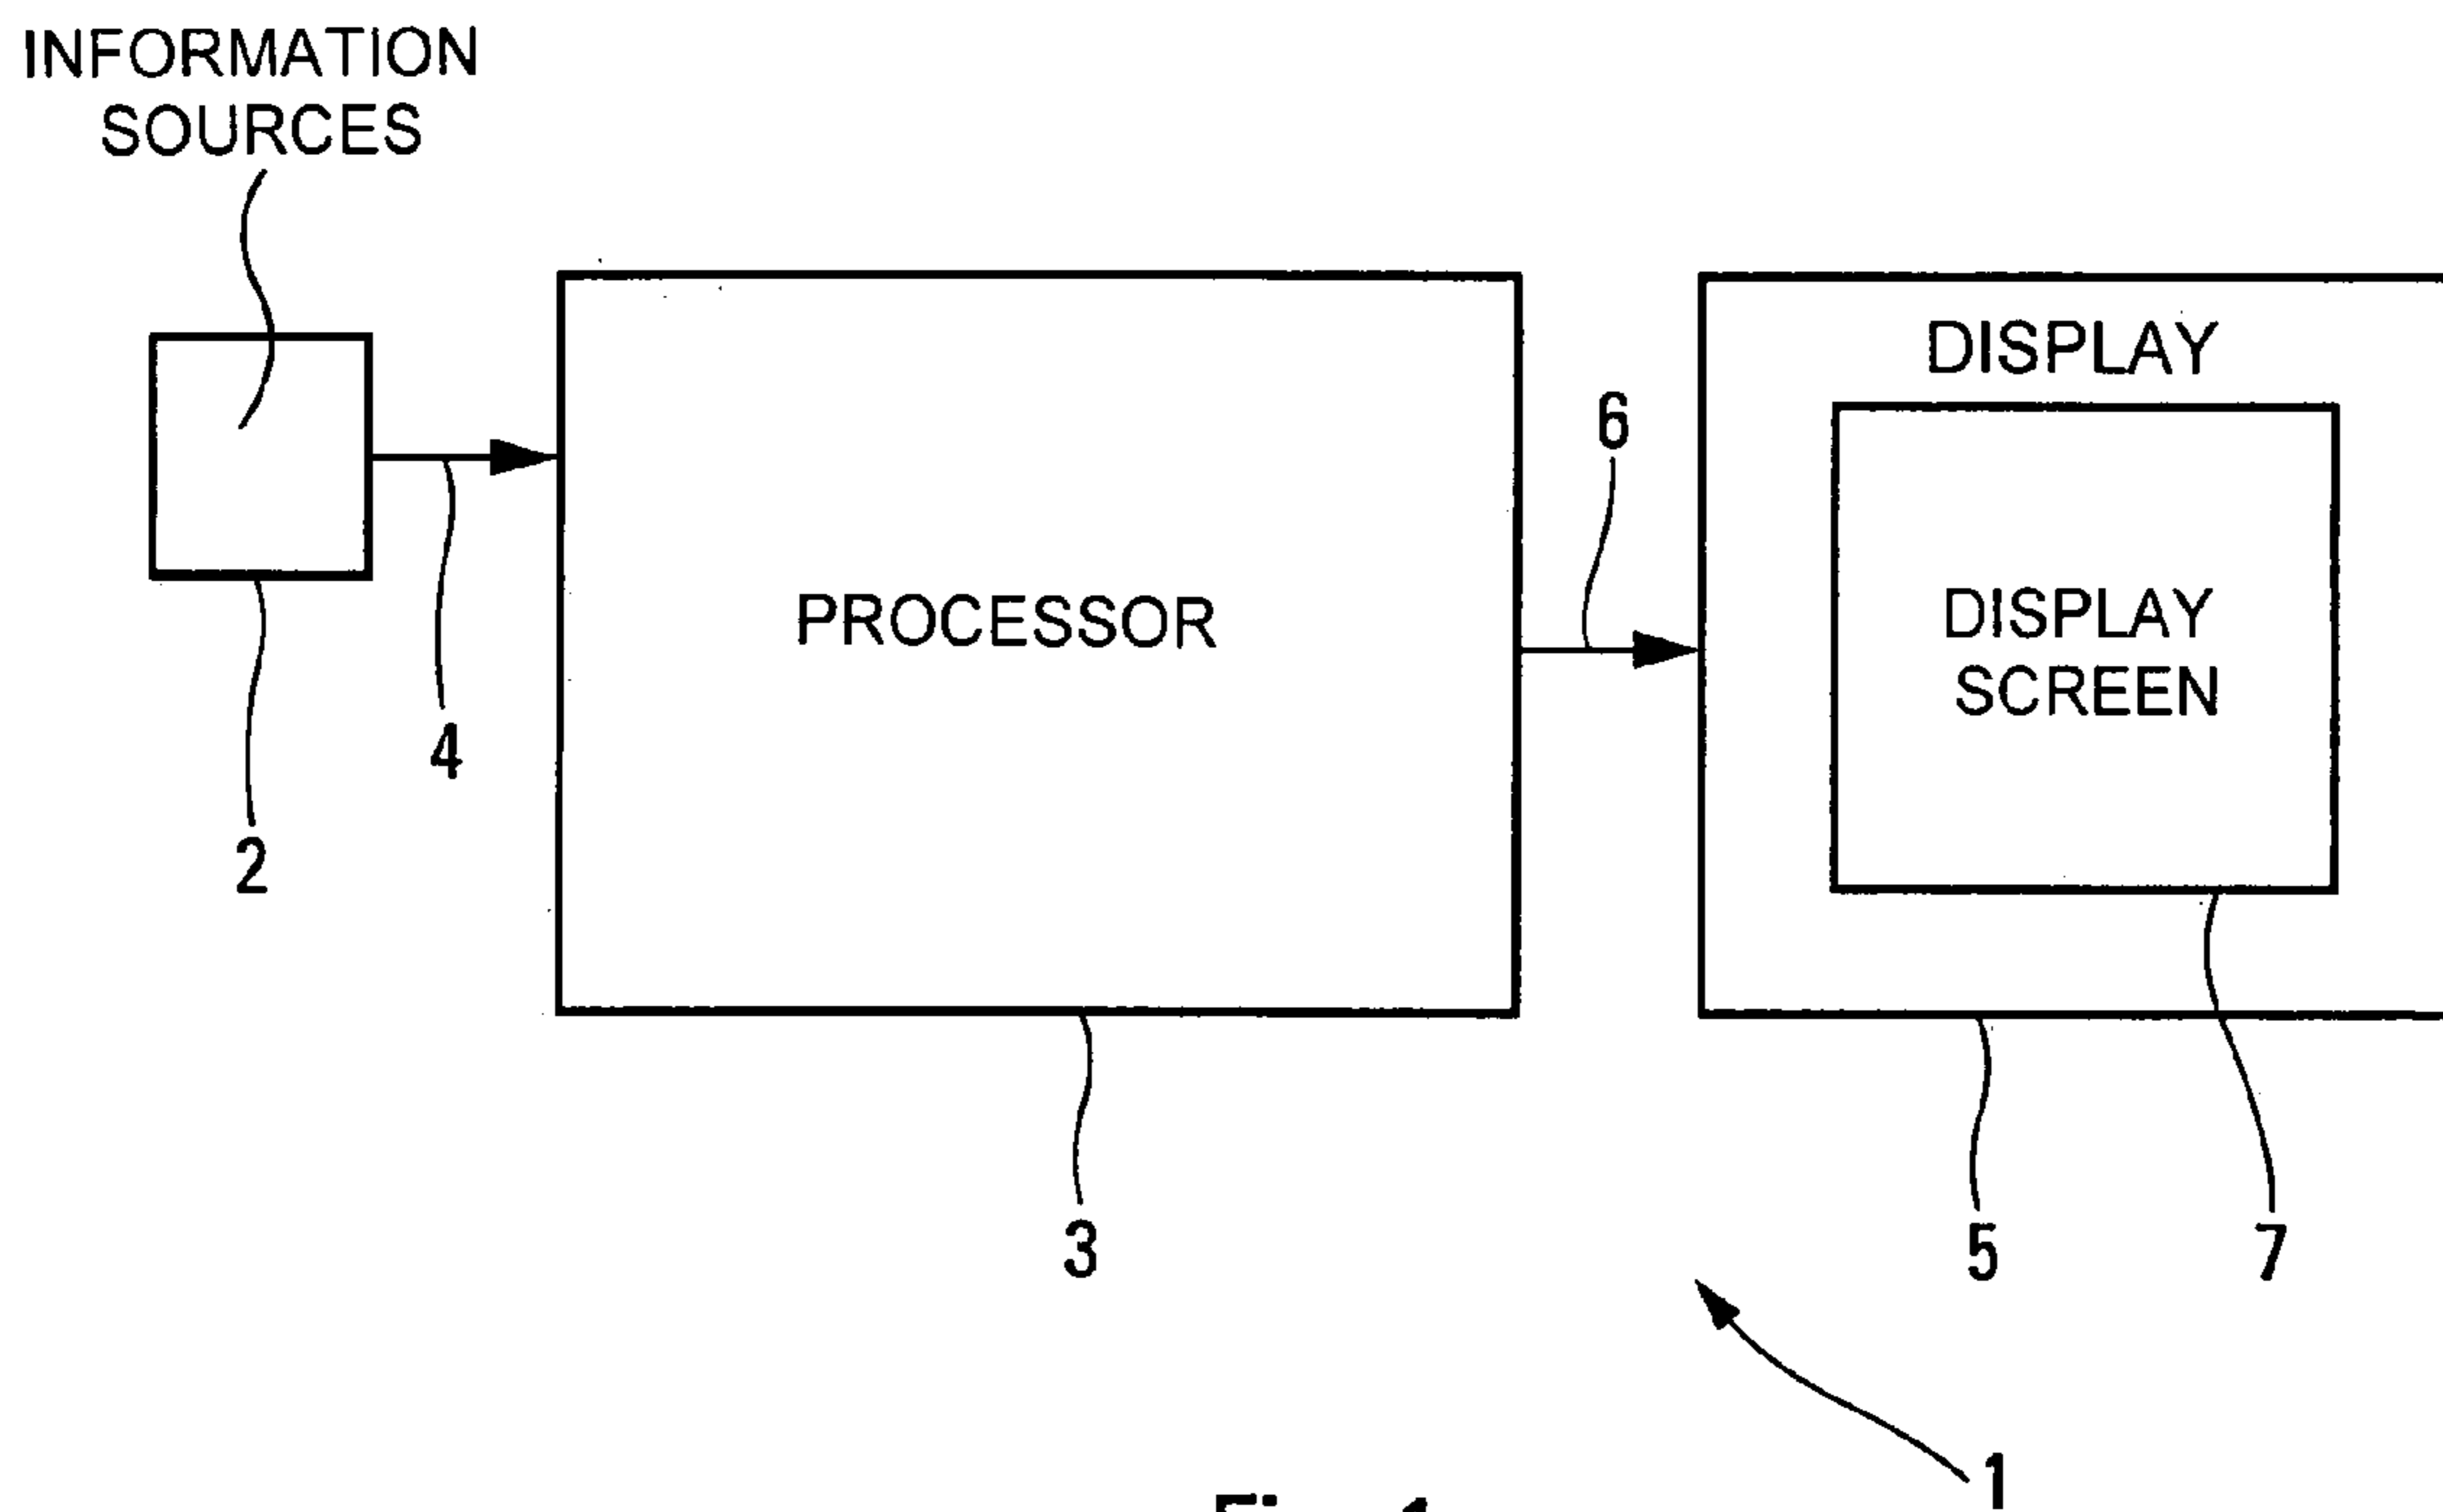 INFORMATION
SOURCES
DISPLAY
6
DISPLAY
SCREEN
PROCESSOR
4
2
3
5
7
1